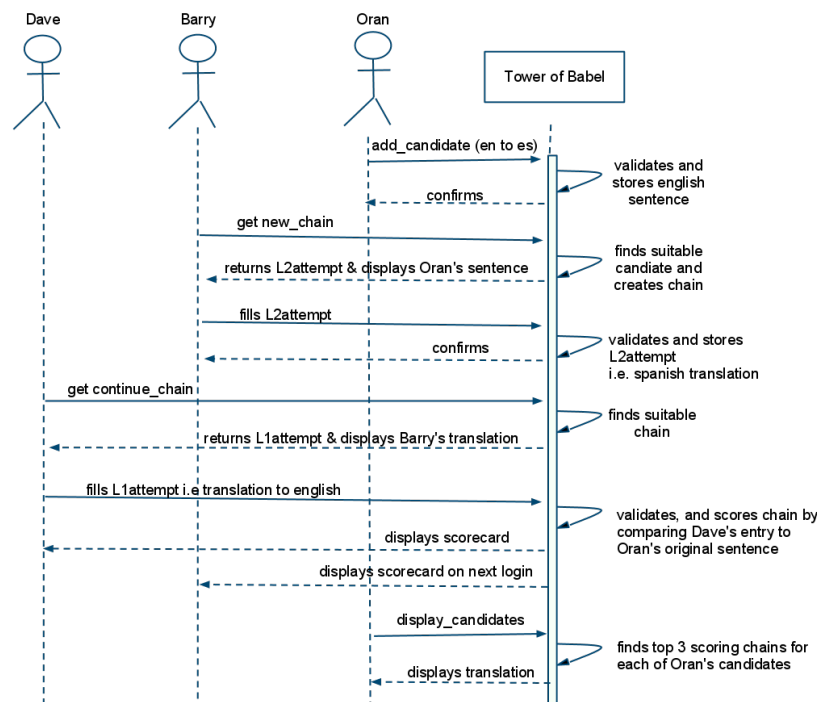 Dave
Barry
Oran
Tower of Babel
add_candidate (en to es)
validates and
stores english
sentence
confirms
get new_chain
finds suitable
candiate and
creates chain
returns L2attempt & displays Oran's sentence
fills L2attempt
validates and stores
L2attempt
i.e. spanish translation
confirms
get continue_chain
finds suitable
chain
returns L1attempt & displays Barry's translation
fills L1attempt i.e translation to english
validates, and scores chain by
comparing Dave's entry to
Oran's original sentence
displays scorecard
displays scorecard on next login
display_candidates
finds top 3 scoring chains for
each of Oran's candidates
displays translation